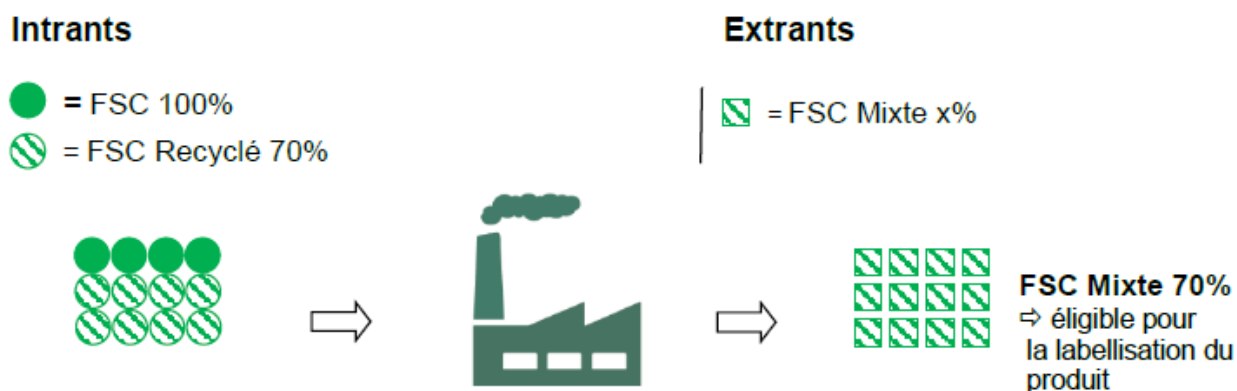 Intrants
= FSC 100%
= FSC Recyclé 70%
Extrants
= FSC Mixte x%
FSC Mixte 70%
⇨ éligible pour
la labellisation du
produit